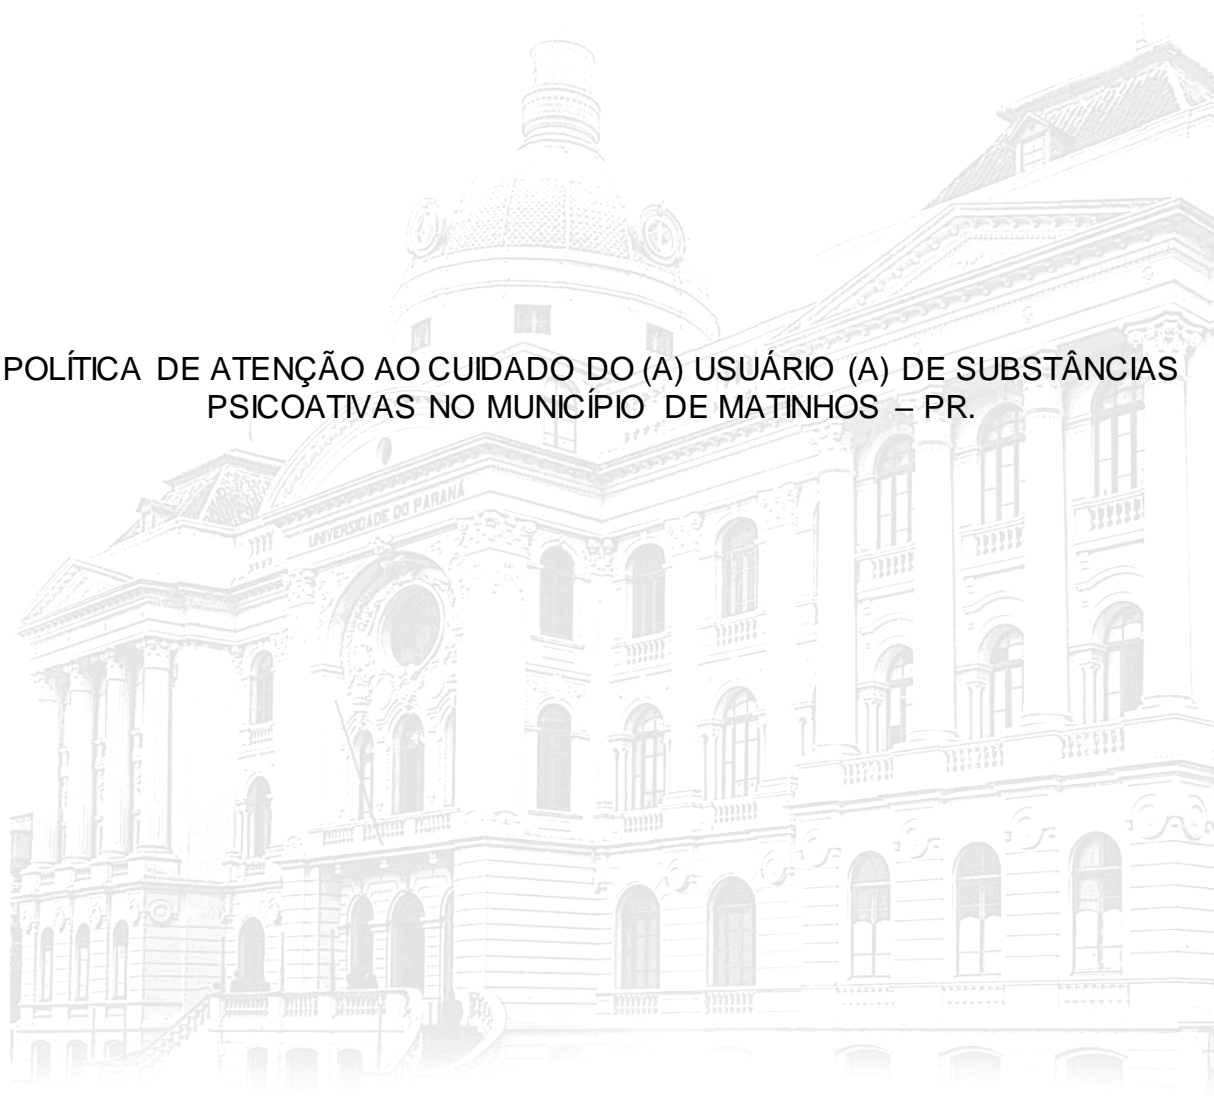 POLÍTICA DE ATENÇÃO AO CUIDADO DO (A) USUÁRIO (A) DE SUBSTÂNCIAS
PSICOATIVAS NO MUNICÍPIO DE MATINHOS – PR.
UNIVERSIDADE DO PARANÁ